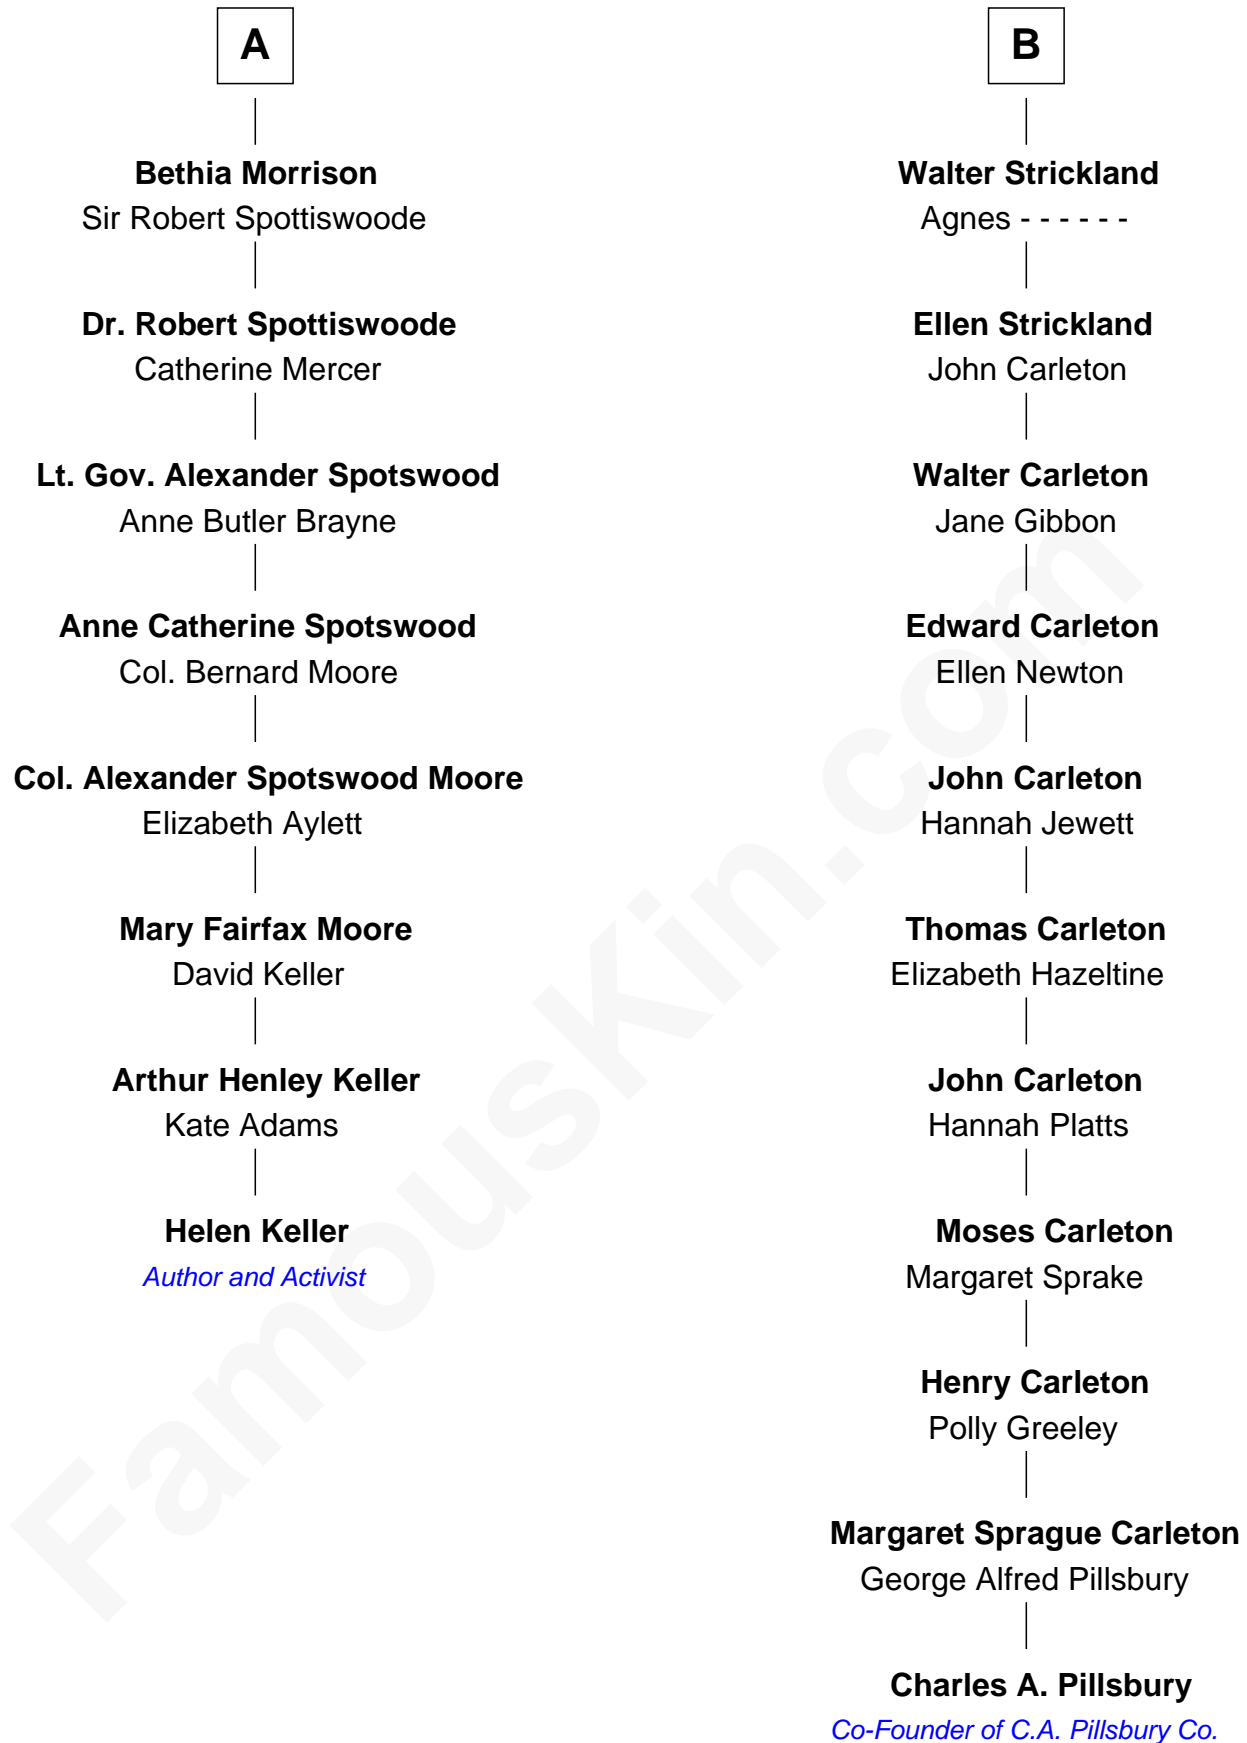 A
Bethia Morrison
Sir Robert Spottiswoode
Dr. Robert Spottiswoode
Catherine Mercer
Lt. Gov. Alexander Spotswood
Anne Butler Brayne
Anne Catherine Spotswood
Col. Bernard Moore
Col. Alexander Spotswood Moore
Elizabeth Aylett
Mary Fairfax Moore
David Keller
Arthur Henley Keller
Kate Adams
Helen Keller
Author and Activist
B
Walter Strickland
Agnes - - - - - -
Ellen Strickland
John Carleton
Walter Carleton
Jane Gibbon
Edward Carleton
Ellen Newton
John Carleton
Hannah Jewett
Thomas Carleton
Elizabeth Hazeltine
John Carleton
Hannah Platts
Moses Carleton
Margaret Sprake
Henry Carleton
Polly Greeley
Margaret Sprague Carleton
George Alfred Pillsbury
Charles A. Pillsbury
Co-Founder of C.A. Pillsbury Co.
FamousKin.com